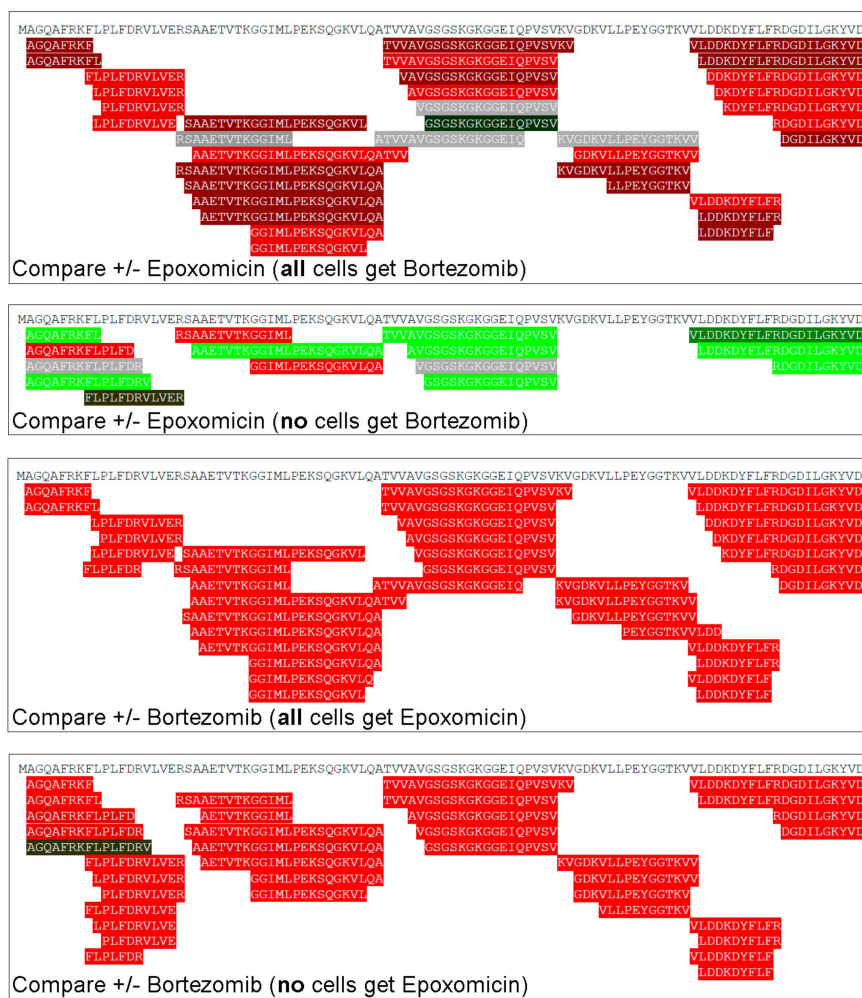 MAGQAFRKFLPLFDRVLVERSAAETVTKGGIMLPEKSQGKVLQATVVAVGSGSKGKGGEIQPVSVKVGDKVLLPEYGGTKVVLDDKDYFLFRDGDILGKYVD
AGQAFRKF TVVAVGSGSKGKGGEIQPVSVKV VLDDKDYFLFRDGDILGKYVD
AGQAFRKFL TVVAVGSGSKGKGGEIQPVSV LDDKDYFLFRDGDILGKYVD
FLPLFDRVLVER VAVGSGSKGKGGEIQPVSV DDKDYFLFRDGDILGKYVD
LPLFDRVLVER AVGSGSKGKGGEIQPVSV DKDYFLFRDGDILGKYVD
PLFDRVLVER VGSGSKGKGGEIQPVSV KDYFLFRDGDILGKYVD
LPLFDRVLVE SAAETVTKGGIMLPEKSQGKVL GSGSKGKGGEIQPVSV RDGDILGKYVD
RSAAETVTKGGIML ATVVAVGSGSKGKGGEIQ KVGDKVLLPEYGGTKVV DGDILGKYVD
AAETVTKGGIMLPEKSQGKVLQATVV GDKVLLPEYGGTKVV
RSAAETVTKGGIMLPEKSQGKVLQA KVGDKVLLPEYGGTKV
SAAETVTKGGIMLPEKSQGKVLQA LLPEYGGTKV
AAETVTKGGIMLPEKSQGKVLQA VLDDKDYFLFR
AETVTKGGIMLPEKSQGKVLQA LDDKDYFLFR
GGIMLPEKSQGKVLQA LDDKDYFLF
GGIMLPEKSQGKVL
Compare +/- Epoxomicin (all cells get Bortezomib)
MAGQAFRKFLPLFDRVLVERSAAETVTKGGIMLPEKSQGKVLQATVVAVGSGSKGKGGEIQPVSVKVGDKVLLPEYGGTKVVLDDKDYFLFRDGDILGKYVD
AGQAFRKFL RSAAETVTKGGIML TVVAVGSGSKGKGGEIQPVSV VLDDKDYFLFRDGDILGKYVD
AGQAFRKFLPLFD AAETVTKGGIMLPEKSQGKVLQA AVGSGSKGKGGEIQPVSV LDDKDYFLFRDGDILGKYVD
AGQAFRKFLPLFDR GGIMLPEKSQGKVLQA VGSGSKGKGGEIQPVSV RDGDILGKYVD
AGQAFRKFLPLFDRV GSGSKGKGGEIQPVSV
FLPLFDRVLVER
Compare +/- Epoxomicin (no cells get Bortezomib)
MAGQAFRKFLPLFDRVLVERSAAETVTKGGIMLPEKSQGKVLQATVVAVGSGSKGKGGEIQPVSVKVGDKVLLPEYGGTKVVLDDKDYFLFRDGDILGKYVD
AGQAFRKF TVVAVGSGSKGKGGEIQPVSVKV VLDDKDYFLFRDGDILGKYVD
AGQAFRKFL TVVAVGSGSKGKGGEIQPVSV LDDKDYFLFRDGDILGKYVD
LPLFDRVLVER VAVGSGSKGKGGEIQPVSV DDKDYFLFRDGDILGKYVD
PLFDRVLVER AVGSGSKGKGGEIQPVSV DKDYFLFRDGDILGKYVD
LPLFDRVLVE SAAETVTKGGIMLPEKSQGKVL VGSGSKGKGGEIQPVSV KDYFLFRDGDILGKYVD
FLPLFDR RSAAETVTKGGIML GSGSKGKGGEIQPVSV RDGDILGKYVD
AAETVTKGGIML ATVVAVGSGSKGKGGEIQ KVGDKVLLPEYGGTKV DGDILGKYVD
AAETVTKGGIMLPEKSQGKVLQATVV KVGDKVLLPEYGGTKVV
SAAETVTKGGIMLPEKSQGKVLQA GDKVLLPEYGGTKVV
AAETVTKGGIMLPEKSQGKVLQA PEYGGTKVVLDD
AETVTKGGIMLPEKSQGKVLQA VLDDKDYFLFR
GGIMLPEKSQGKVLQA LDDKDYFLFR
GGIMLPEKSQGKVLQ VLDDKDYFLF
GGIMLPEKSQGKVL LDDKDYFLF
Compare +/- Bortezomib (all cells get Epoxomicin)
MAGQAFRKFLPLFDRVLVERSAAETVTKGGIMLPEKSQGKVLQATVVAVGSGSKGKGGEIQPVSVKVGDKVLLPEYGGTKVVLDDKDYFLFRDGDILGKYVD
AGQAFRKF TVVAVGSGSKGKGGEIQPVSVKV VLDDKDYFLFRDGDILGKYVD
AGQAFRKFL RSAAETVTKGGIML TVVAVGSGSKGKGGEIQPVSV LDDKDYFLFRDGDILGKYVD
AGQAFRKFLPLFD AETVTKGGIML AVGSGSKGKGGEIQPVSV RDGDILGKYVD
AGQAFRKFLPLFDR SAAETVTKGGIMLPEKSQGKVLQA VGSGSKGKGGEIQPVSV DGDILGKYVD
AGQAFRKFLPLFDRV AAETVTKGGIMLPEKSQGKVLQA GSGSKGKGGEIQPVSV
FLPLFDRVLVER AETVTKGGIMLPEKSQGKVLQA KVGDKVLLPEYGGTKVV
LPLFDRVLVER GGIMLPEKSQGKVLQA GDKVLLPEYGGTKVV
PLFDRVLVER GGIMLPEKSQGKVL GDKVLLPEYGGTKV
FLPLFDRVLVE VLLPEYGGTKV
LPLFDRVLVE VLDDKDYFLFR
PLFDRVLVE LDDKDYFLFR
FLPLFDR VLDDKDYFLF
LDDKDYFLF
Compare +/- Bortezomib (no cells get Epoxomicin)